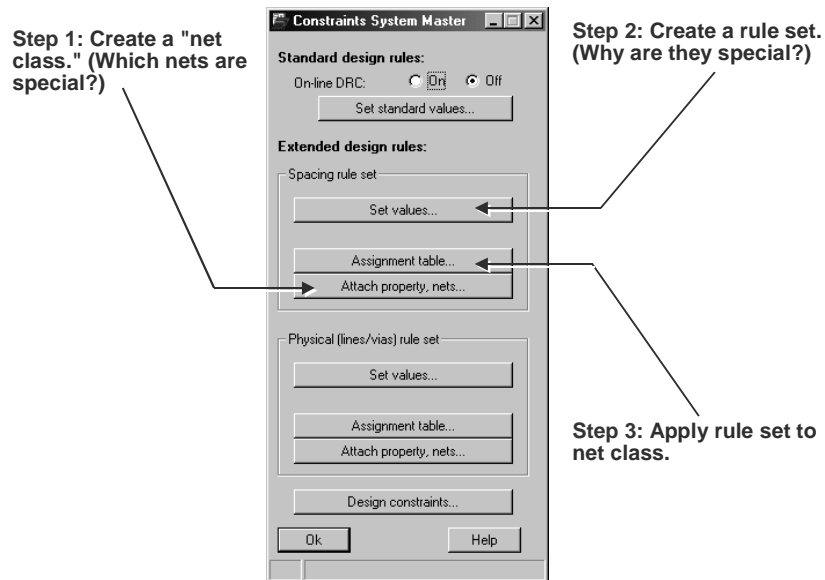 Step 1: Create a "net
class." (Which nets are
special?)
Constraints System Master
Step 2: Create a rule set.
(Why are they special?)
Standard design rules:
On-line DRC: On Off
Set standard values...
Extended design rules:
Spacing rule set
Set values...
Assignment table...
Attach property, nets...
Physical (lines/vias) rule set
Set values...
Assignment table...
Attach property, nets...
Step 3: Apply rule set to
net class.
Design constraints...
Ok Help